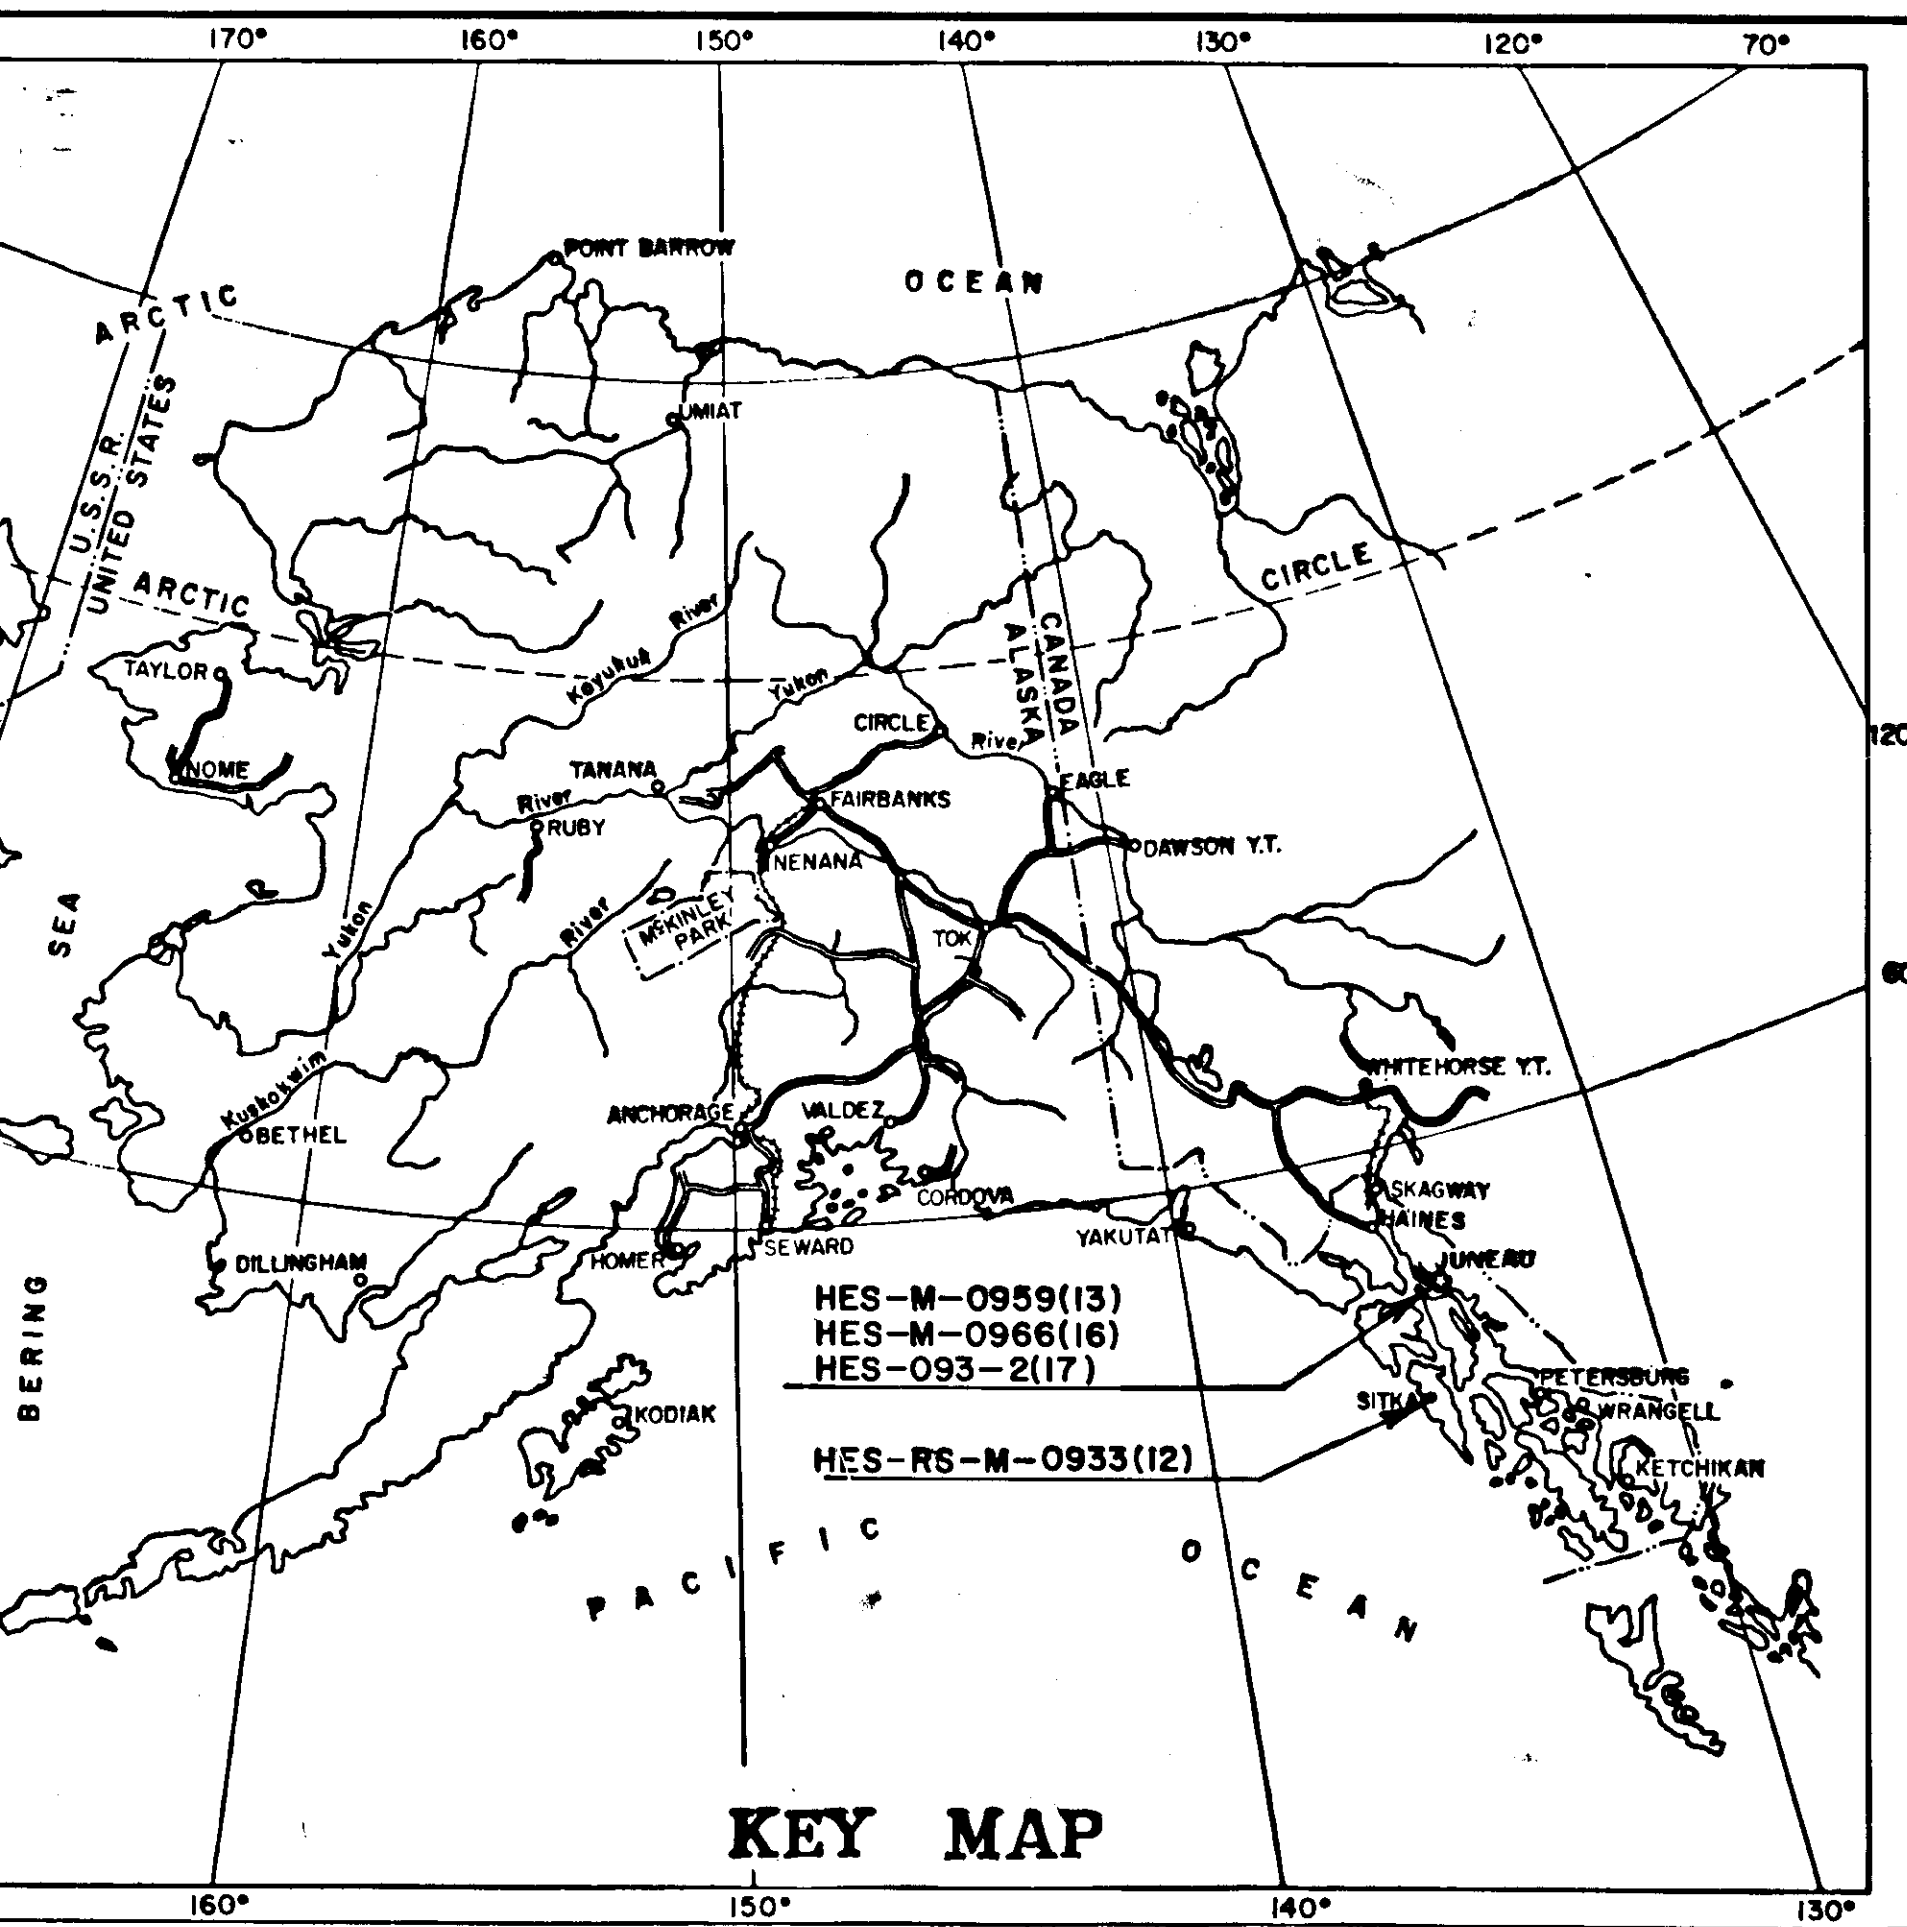 170° 160° 150° 140° 130° 120° 70°
POINT BARROW
OCEAN
ARCTIC
UMIAT
U.S.S.R.
UNITED STATES
ARCTIC
CIRCLE
River
Koyukuk
CANADA
ALASKA
TAYLOR
Yukon
CIRCLE
River
120
NOME
TANANA
EAGLE
River
FAIRBANKS
RUBY
DAWSON Y.T.
NENANA
McKINLEY
PARK
SEA
Yukon
River
TOK
60
Kuskokwim
WHITEHORSE Y.T.
ANCHORAGE
VALDEZ
BETHEL
CORDOVA
SKAGWAY
HAINES
YAKUTAT
SEWARD
HOMER
DILLINGHAM
JUNEAU
BERING
HES-M-0959(13)
HES-M-0966(16)
HES-093-2(17)
PETERSBURG
SITKA
WRANGELL
KODIAK
HES-RS-M-0933(12)
KETCHIKAN
PACIFIC
OCEAN
KEY MAP
160° 150° 140° 130°